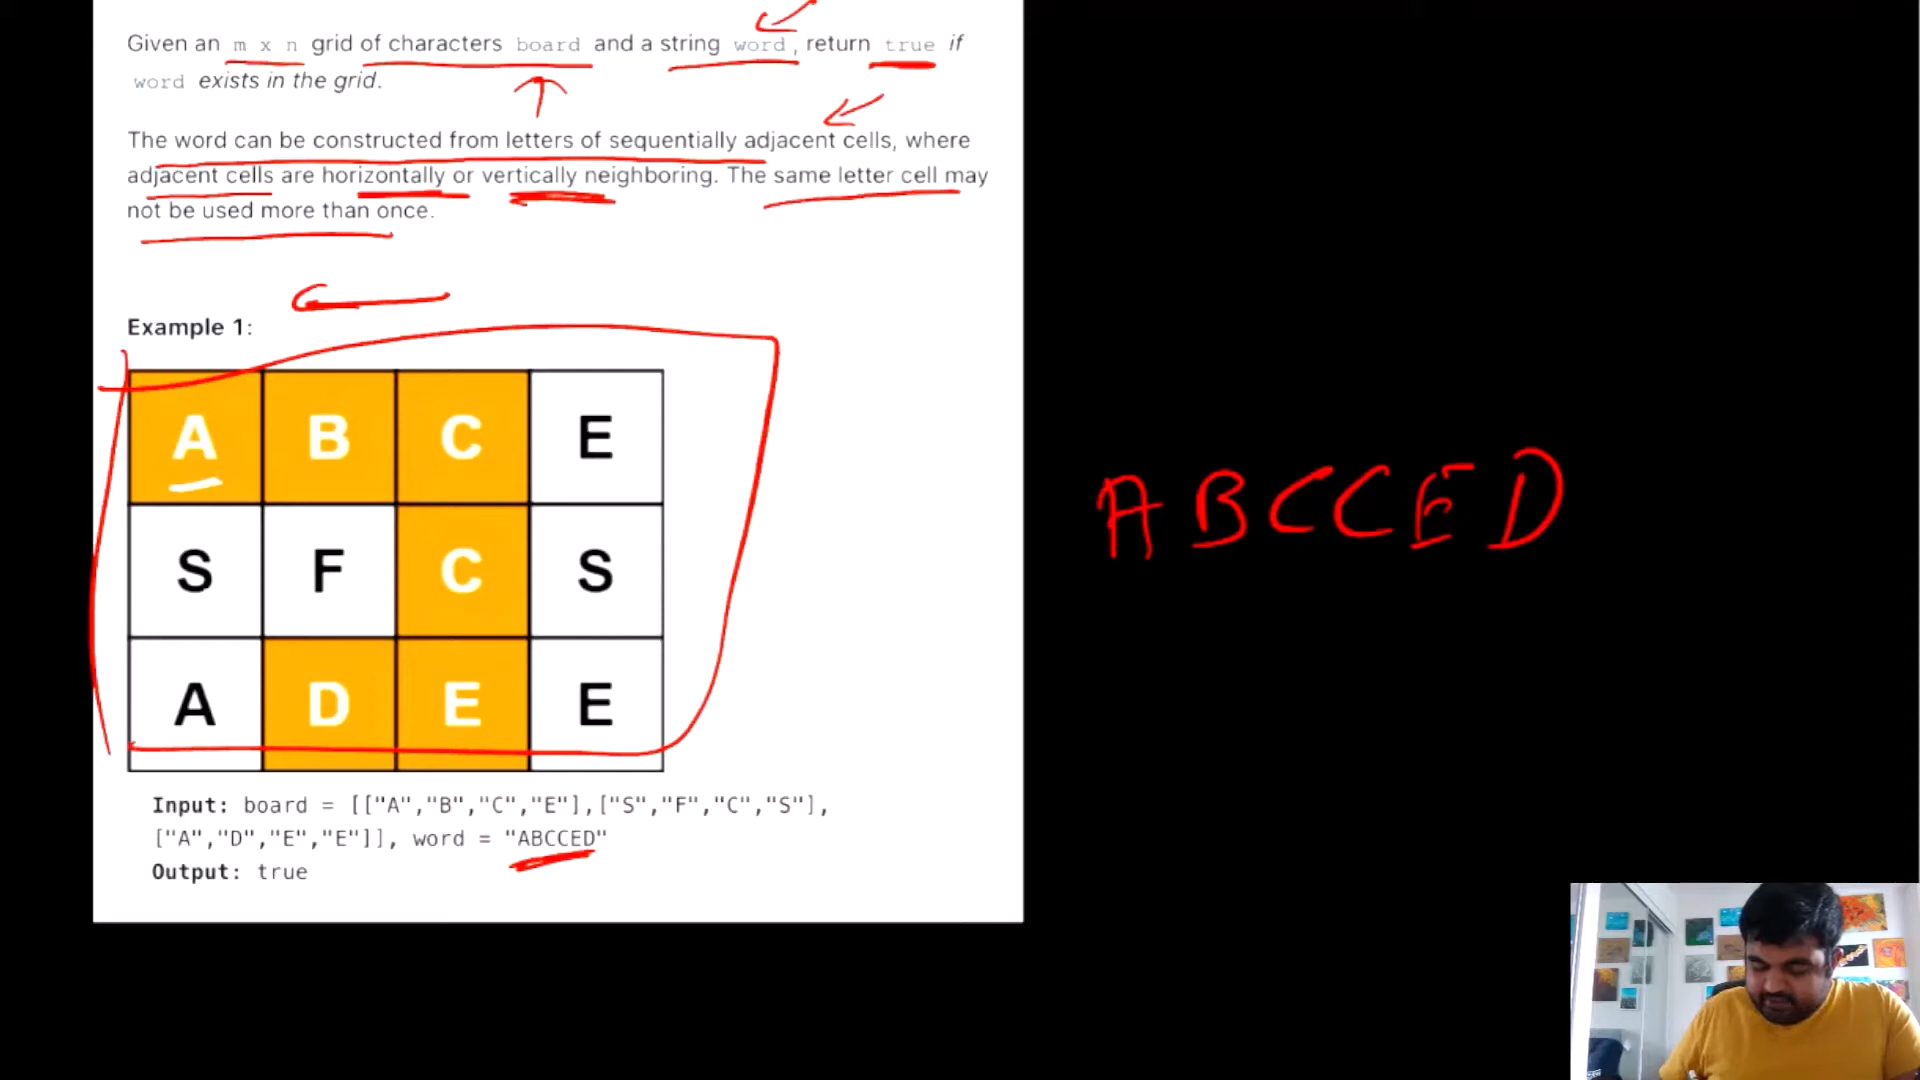 Given an m x n grid of characters board and a string word, return true if
word exists in the grid.
The word can be constructed from letters of sequentially adjacent cells, where
adjacent cells are horizontally or vertically neighboring. The same letter cell may
not be used more than once.
Example 1:
A B C E
S F C S
A D E E
Input: board = [["A","B","C","E"],["S","F","C","S"],
["A","D","E","E"]], word = "ABCCED"
Output: true
ABCCED